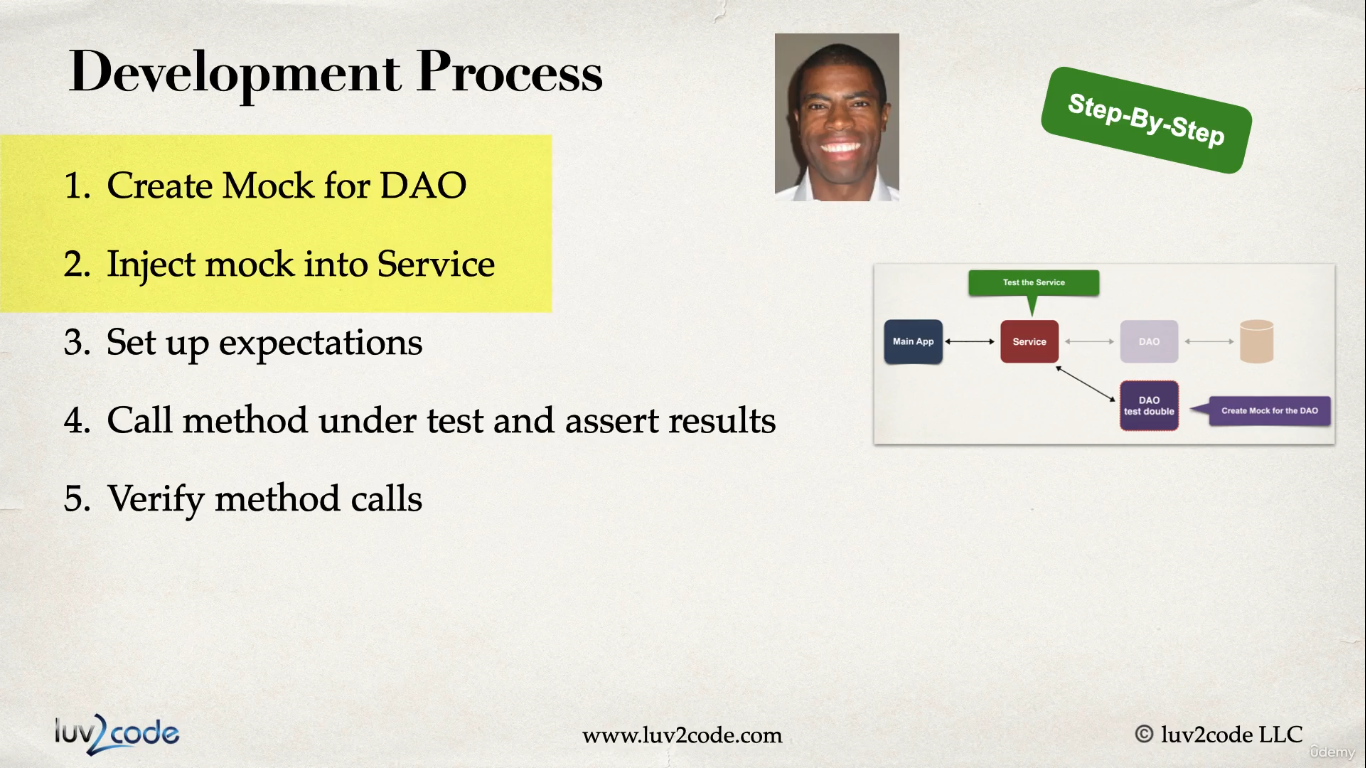 Development Process
Step-By-Step
1. Create Mock for DAO
2. Inject mock into Service
3. Set up expectations
4. Call method under test and assert results
5. Verify method calls
Test the Service
Main App
Service
DAO
DAO
test double
Create Mock for the DAO
luv2code
www.luv2code.com
© luv2code LLC
ûdemy